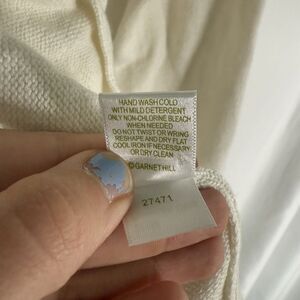 HAND WASH COLD
WITH MILD DETERGENT
ONLY NON-CHLORINE BLEACH
WHEN NEEDED
DO NOT TWIST OR WRING
RESHAPE AND DRY FLAT
COOL IRON IF NECESSARY
OR DRY CLEAN
©GARNET HILL
27471